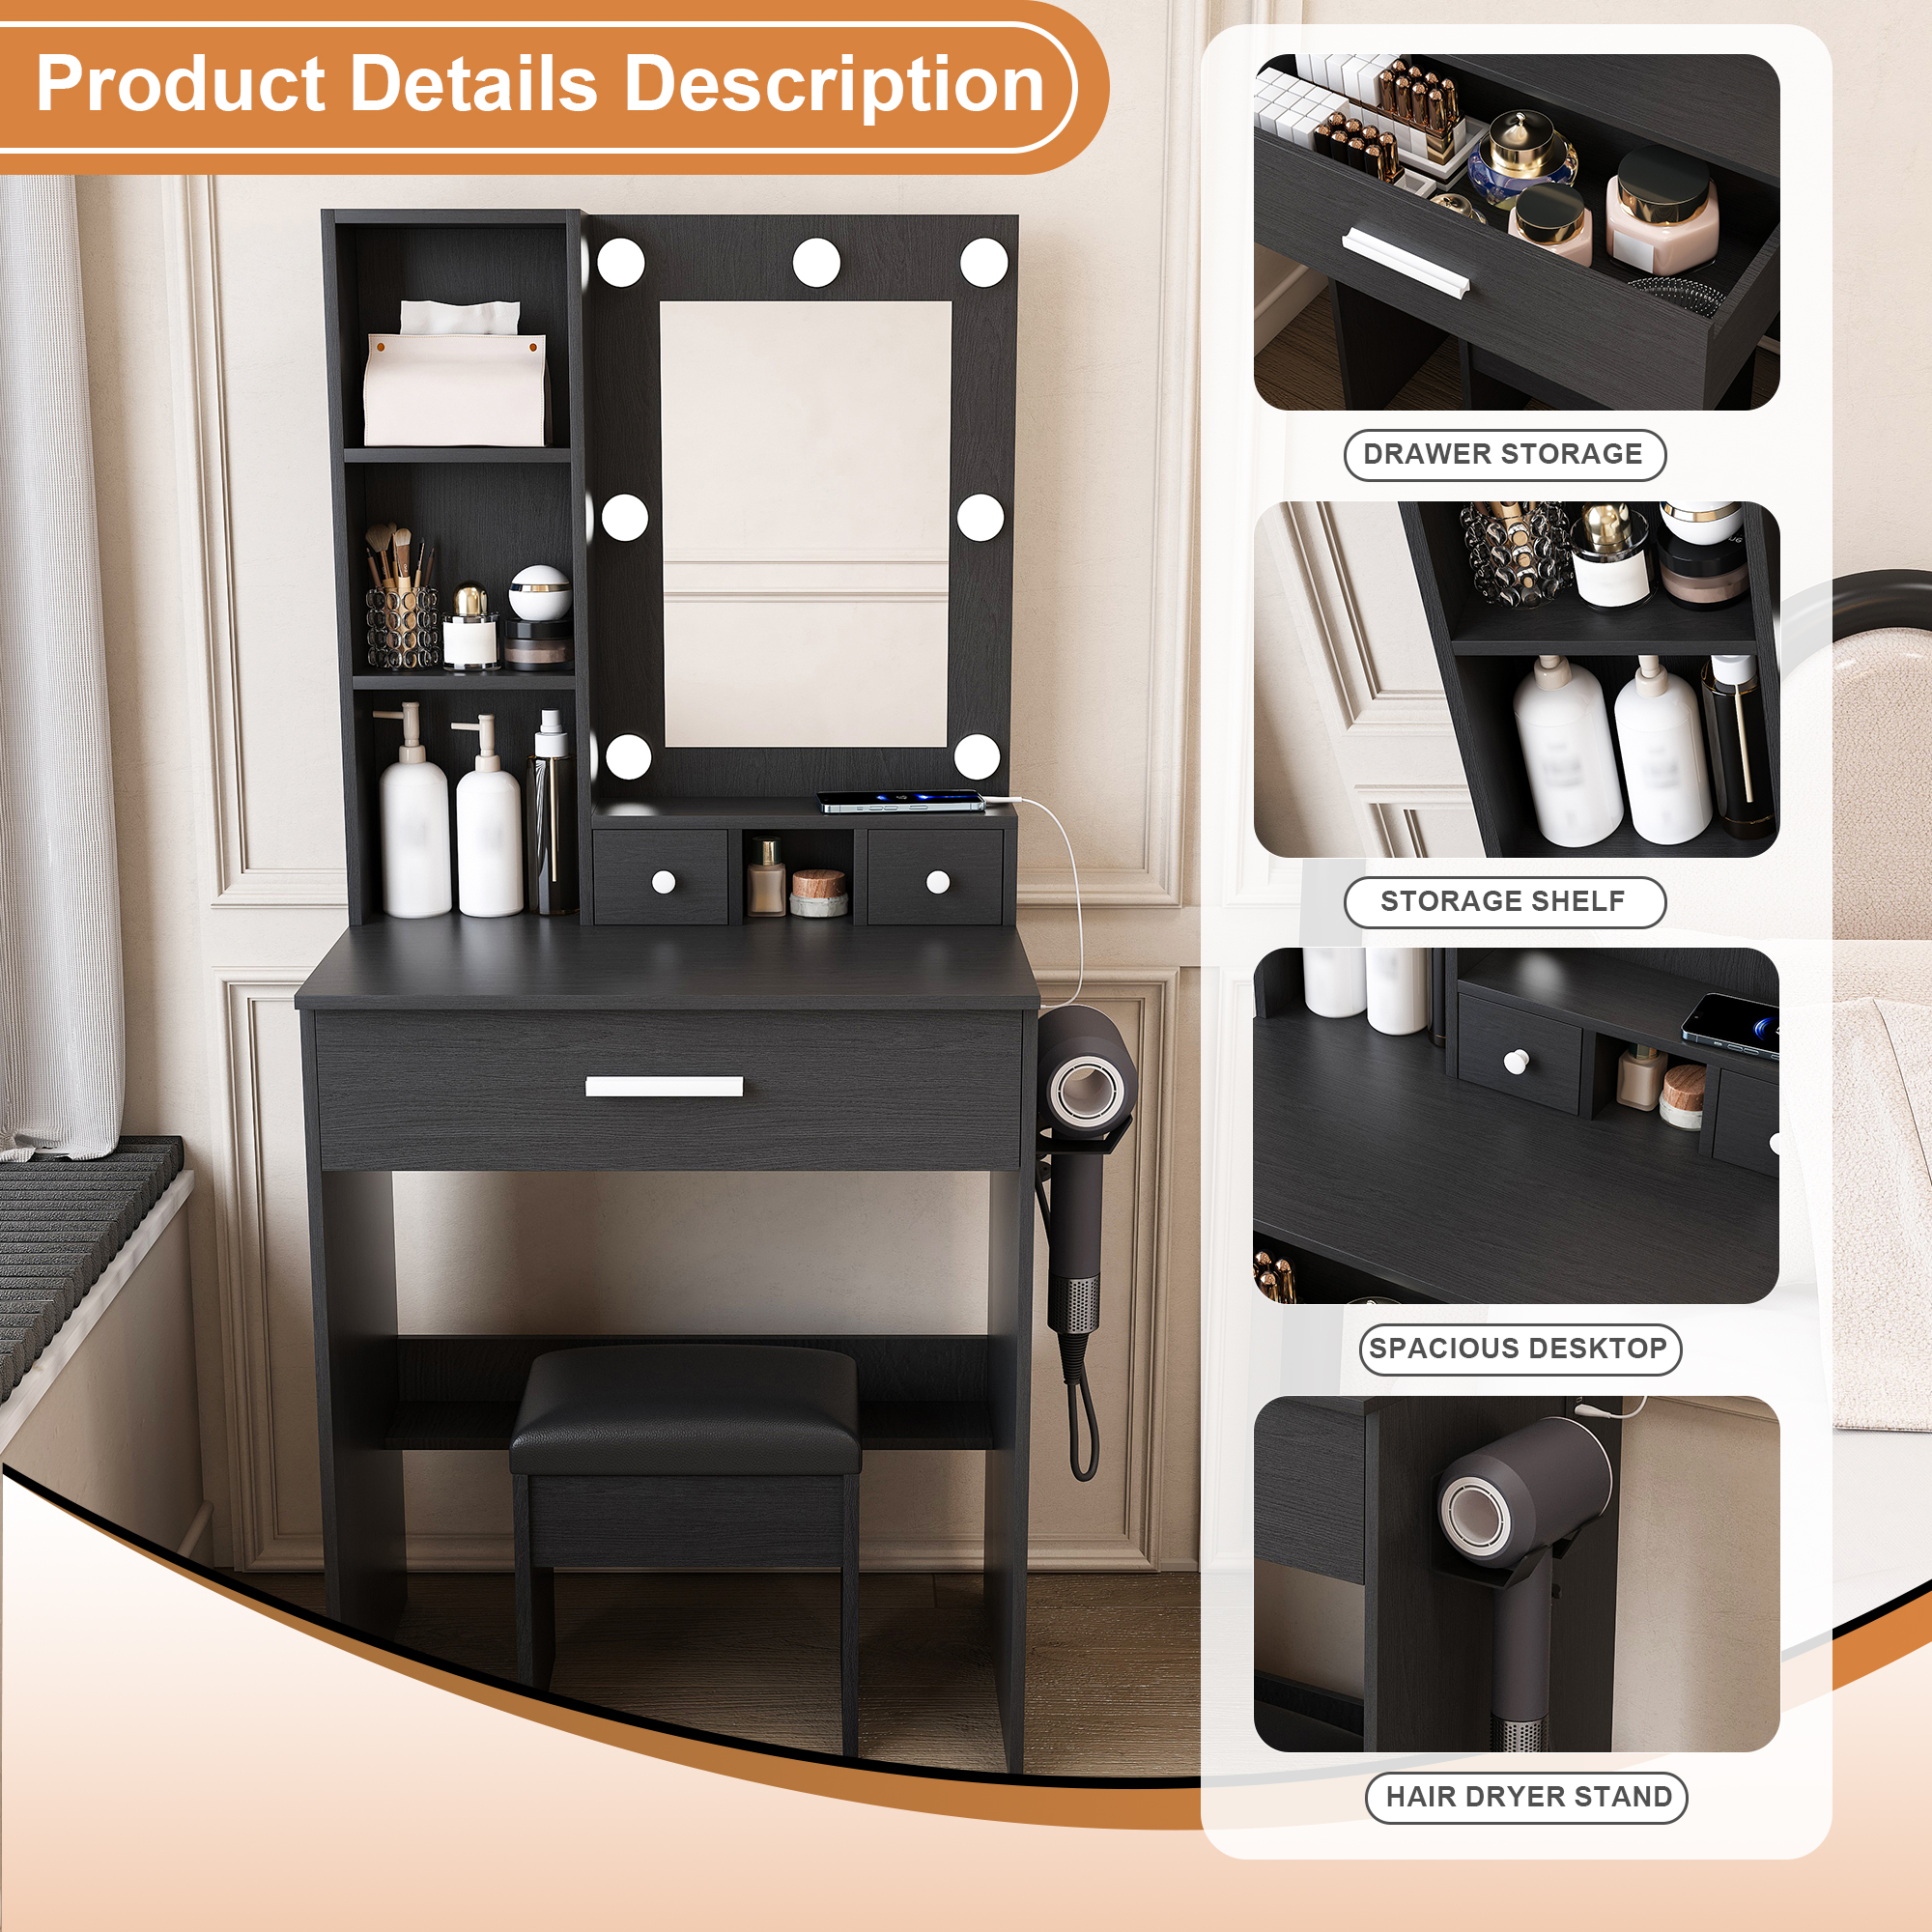 Product Details Description
DRAWER STORAGE
STORAGE SHELF
SPACIOUS DESKTOP
HAIR DRYER STAND